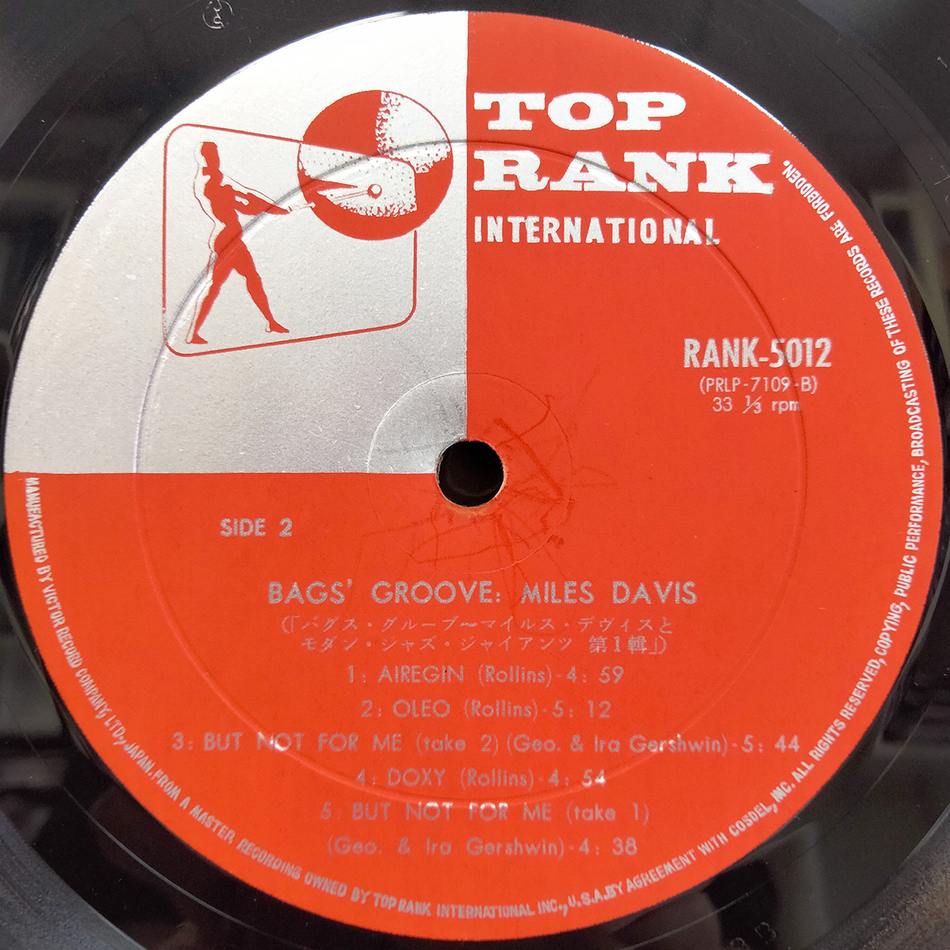 TOP
RANK
INTERNATIONAL
RANK-5012
(PRLP-7109-B)
33 ⅓ rpm
SIDE 2
BAGS' GROOVE: MILES DAVIS
(「バグス・グルーブ〜マイルス・デヴィスと
モダン・ジャズ・ジャイアンツ 第1輯」)
1: AIREGIN (Rollins)-4: 59
2: OLEO (Rollins)-5: 12
3: BUT NOT FOR ME (take 2) (Geo. & Ira Gershwin)-5: 44
4: DOXY (Rollins)-4: 54
5: BUT NOT FOR ME (take 1)
(Geo. & Ira Gershwin)-4: 38
MANUFACTURED BY VICTOR RECORD COMPANY, LTD., JAPAN. FROM A MASTER RECORDING OWNED BY TOP RANK INTERNATIONAL INC., U.S.A. BY AGREEMENT WITH COSDEL, INC. ALL RIGHTS RESERVED, COPYING, PUBLIC PERFORMANCE, BROADCASTING OF THESE RECORDS ARE FORBIDDEN.